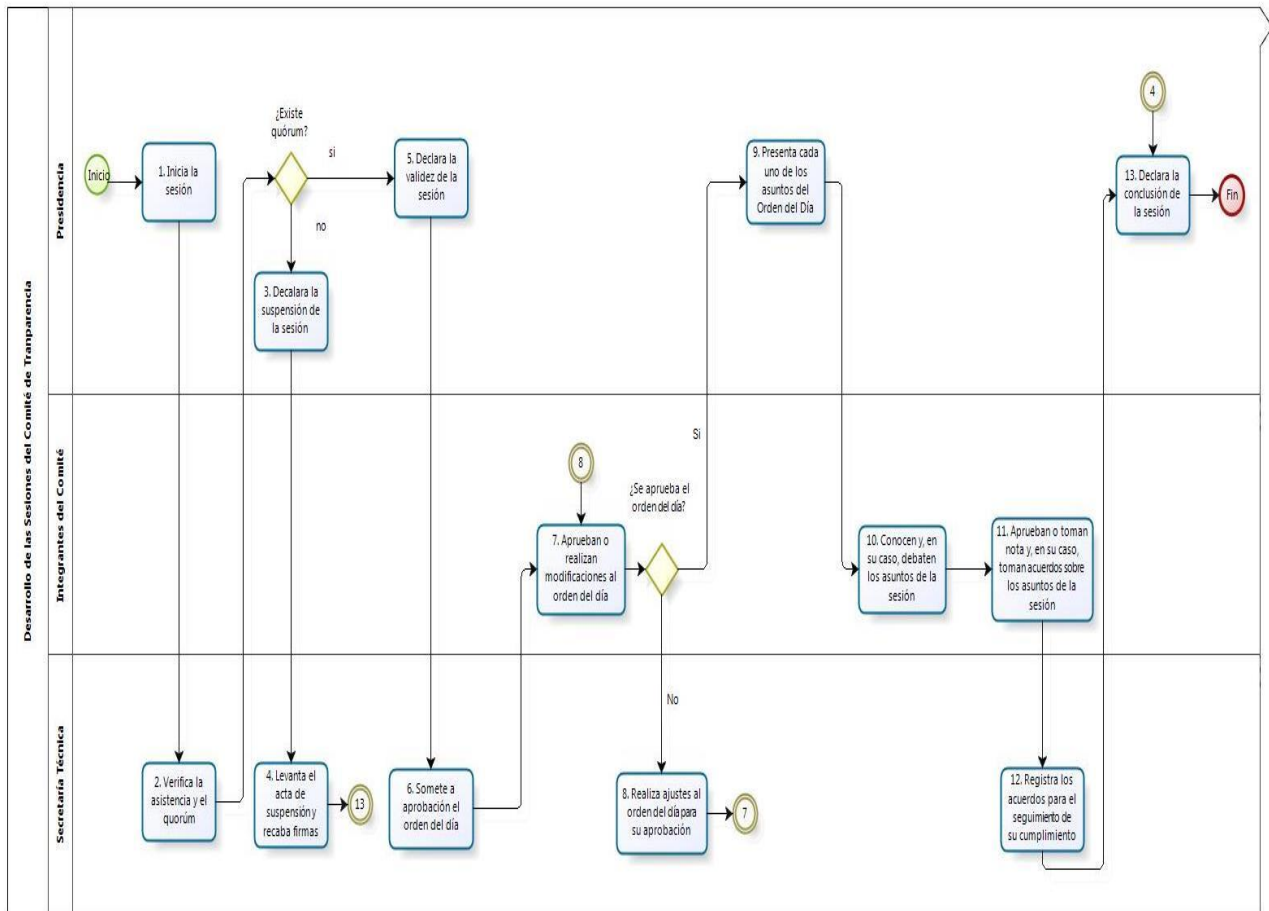 Desarrollo de las Sesiones del Comité de Tranparencia
Presidencia
Inicio
1. Inicia la
sesión
¿Existe
quórum?
si
no
3. Decalara la
suspensión de
la sesión
5. Declara la
validez de la
sesión
9. Presenta cada
uno de los
asuntos del
Orden del Día
4
13. Declara la
conclusión de
la sesión
Fin
Integrantes del Comité
8
7. Aprueban o
realizan
modificaciones al
orden del día
¿Se aprueba el
orden del día?
Si
No
10. Conocen y, en
su caso, debaten
los asuntos de la
sesión
11. Aprueban o toman
nota y, en su caso,
toman acuerdos sobre
los asuntos de la
sesión
Secretaría Técnica
2. Verifica la
asistencia y el
quorúm
4. Levanta el
acta de
suspensión y
recaba firmas
13
6. Somete a
aprobación el
orden del día
8. Realiza ajustes al
orden del día para
su aprobación
7
12. Registra los
acuerdos para el
seguimiento de
su cumplimiento